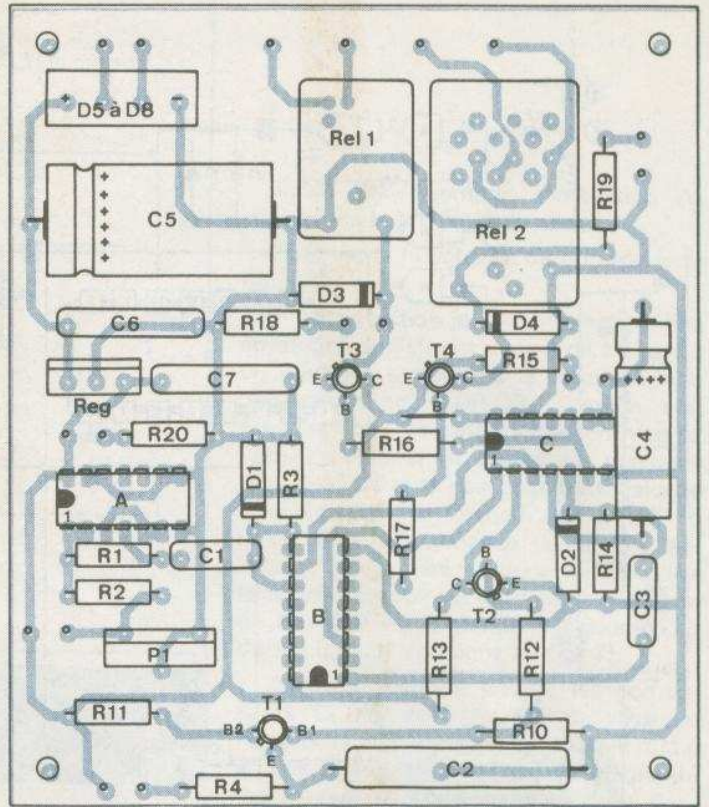 + D5 à D8 -
Rel 1
R19
C5
Rel 2
D3
C6
R18
D4
T3
T4
R15
E C
E C
Reg
C7
B
B
R20
R16
C
1
C4
D1
R3
A
1
R17
D2
R14
R1
C1
B
C E
T2
R2
B
C3
P1
1
R13
R12
R11
T1
B2 B1
E
R10
R4
C2